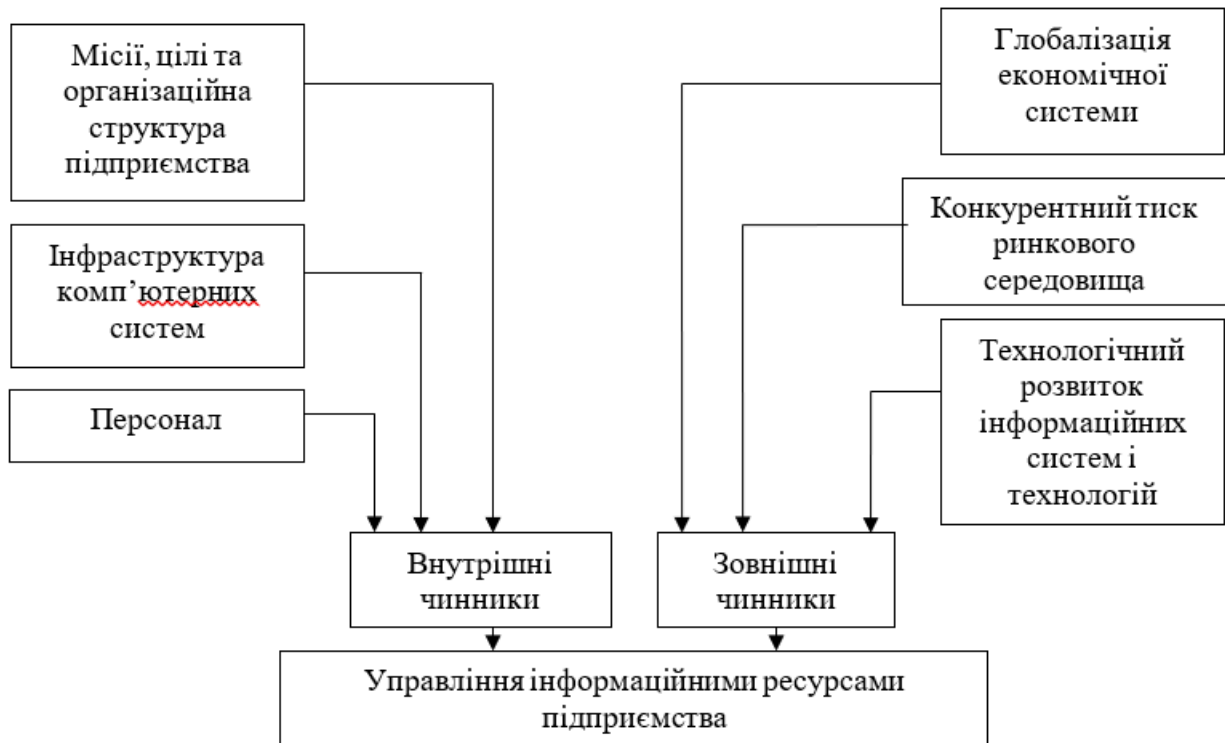 Місії, цілі та
організаційна
структура
підприємства
Інфраструктура
комп’ютерних
систем
Персонал
Глобалізація
економічної
системи
Конкурентний тиск
ринкового
середовища
Технологічний
розвиток
інформаційних
систем і
технологій
Внутрішні
чинники
Зовнішні
чинники
Управління інформаційними ресурсами
підприємства